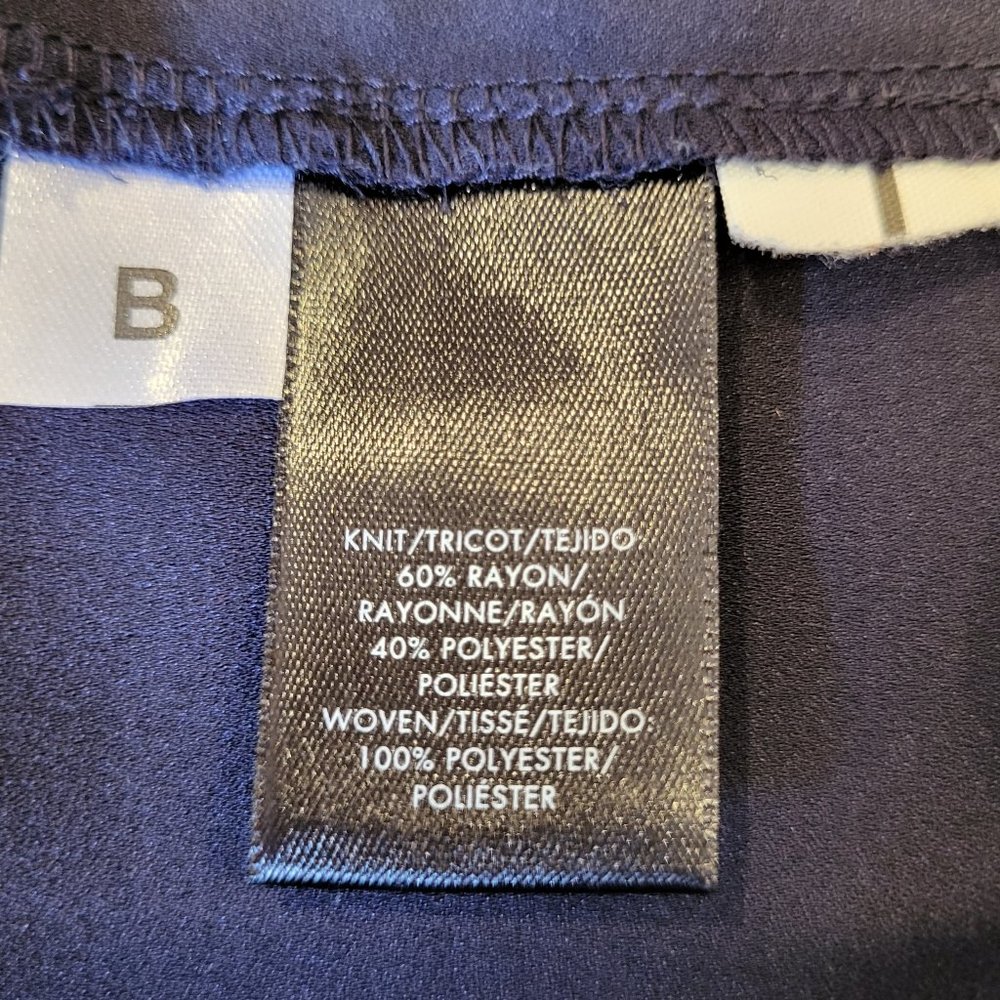 B
KNIT/TRICOT/TEJIDO
60% RAYON/
RAYONNE/RAYÓN
40% POLYESTER/
POLIÉSTER
WOVEN/TISSÉ/TEJIDO:
100% POLYESTER/
POLIÉSTER